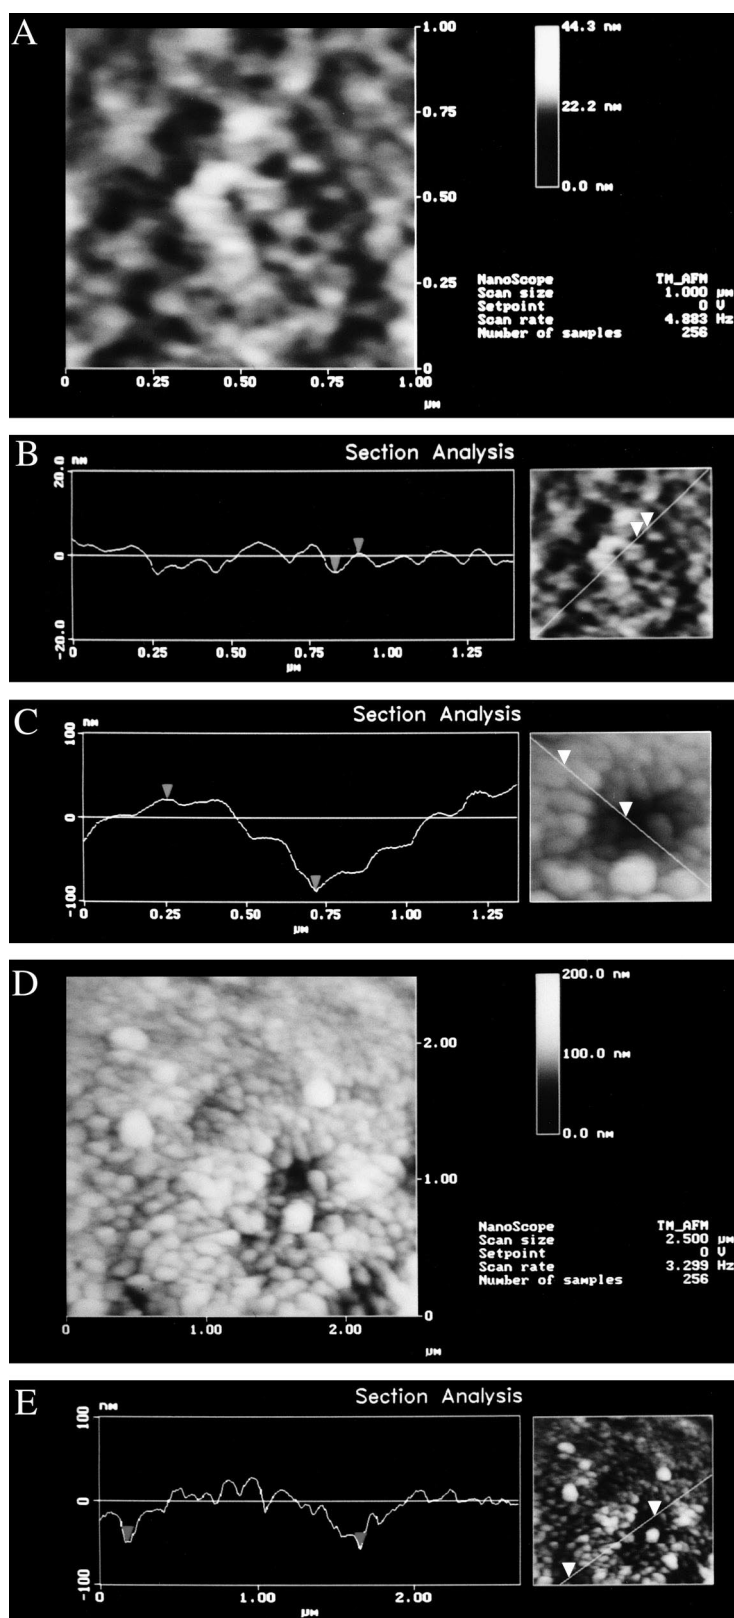 A
1.00
0.75
0.50
0.25
0
0 0.25 0.50 0.75 1.00
µM
44.3 nM
22.2 nM
0.0 nM
NanoScope TM_AFM
Scan size 1.000 µM
Setpoint 0 V
Scan rate 4.883 Hz
Number of samples 256
B
Section Analysis
nM
20.0
0
-20.0
0 0.25 0.50 0.75 1.00 1.25
µM
C
Section Analysis
nM
100
0
-100
0 0.25 0.50 0.75 1.00 1.25
µM
D
2.00
1.00
0
0 1.00 2.00
µM
200.0 nM
100.0 nM
0.0 nM
NanoScope TM_AFM
Scan size 2.500 µM
Setpoint 0 V
Scan rate 3.299 Hz
Number of samples 256
E
Section Analysis
nM
100
0
-100
0 1.00 2.00
µM